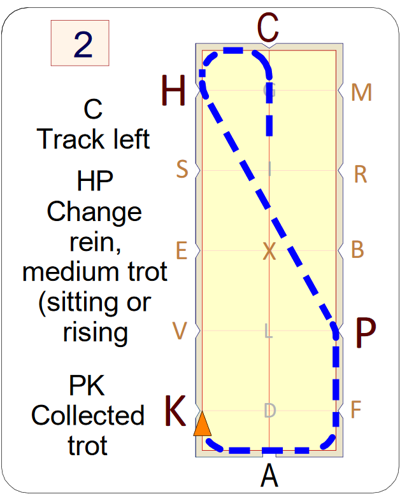 2
C
Track left
HP
Change
rein,
medium trot
(sitting or
rising
PK
Collected
trot
C
H
G
M
S
I
R
E
X
B
V
L
P
K
D
F
A